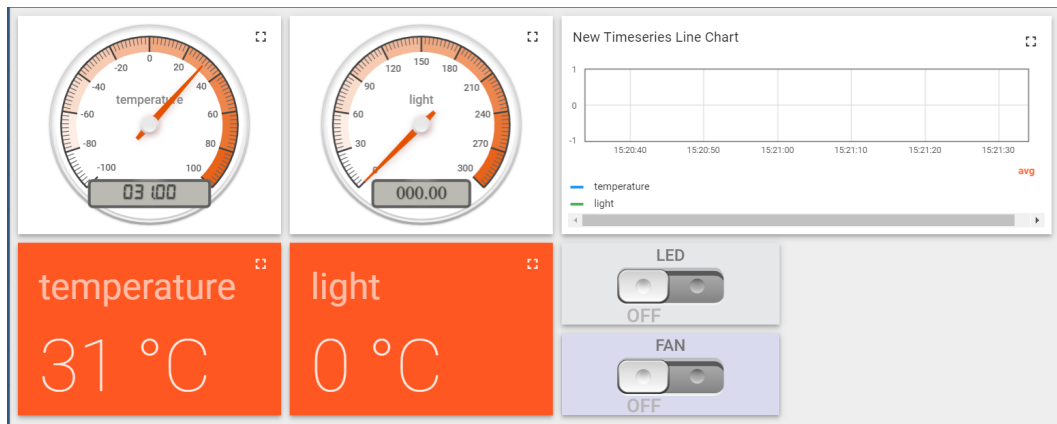 0
-20
20
-40
40
temperature
-60
60
-80
80
-100
100
031.00
150
120
180
90
210
light
60
240
30
270
0
300
000.00
New Timeseries Line Chart
1
0
-1
15:20:40
15:20:50
15:21:00
15:21:10
15:21:20
15:21:30
avg
temperature
light
temperature
31 °C
light
0 °C
LED
OFF
FAN
OFF